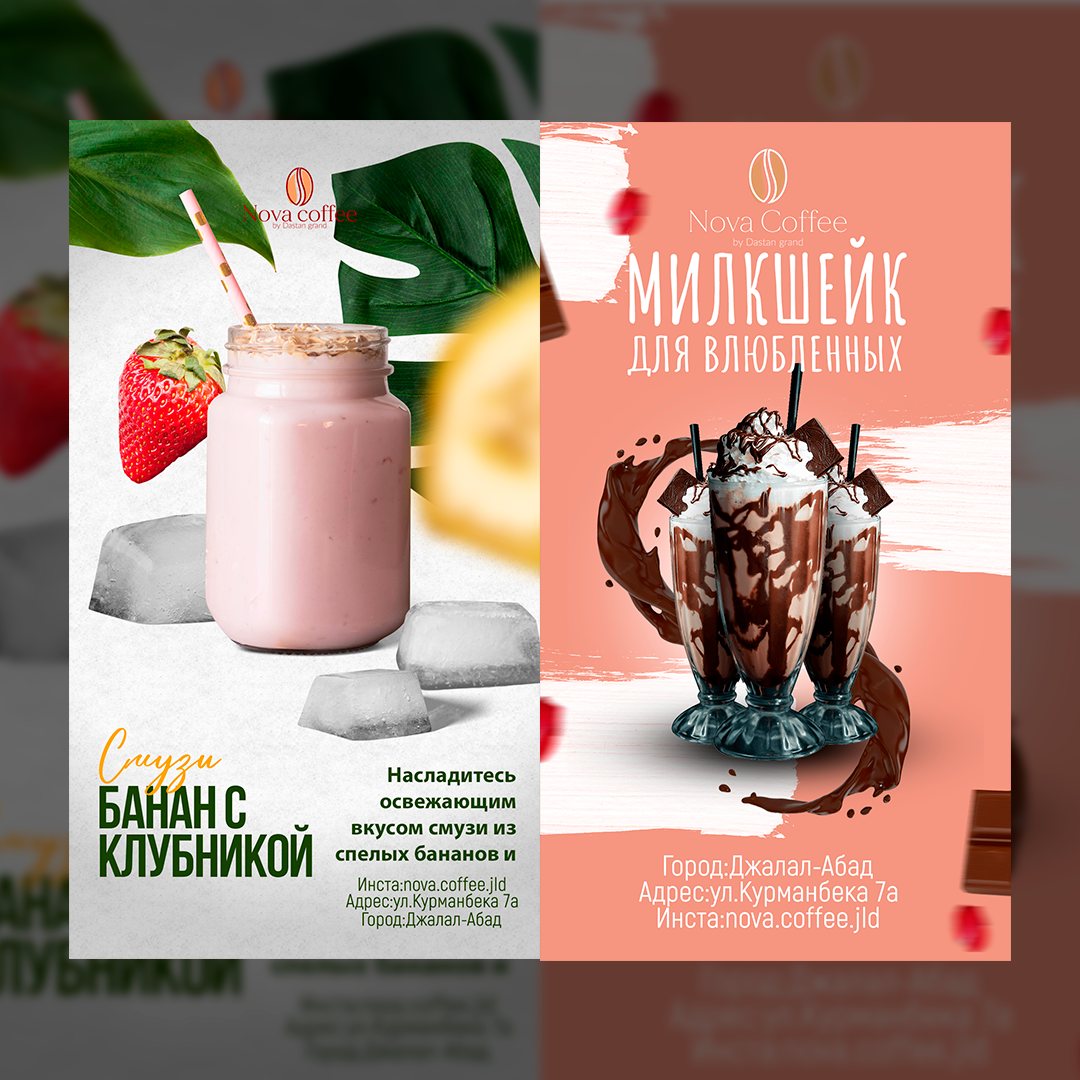 Nova coffee
by Dastan grand
Смузи
БАНАН С
КЛУБНИКОЙ
Насладитесь
освежающим
вкусом смузи из
спелых бананов и
Инста:nova.coffee.jld
Адрес:ул.Курманбека 7а
Город:Джалал-Абад
Nova Coffee
by Dastan grand
МИЛКШЕЙК
ДЛЯ ВЛЮБЛЕННЫХ
Город:Джалал-Абад
Адрес:ул.Курманбека 7а
Инста:nova.coffee.jld